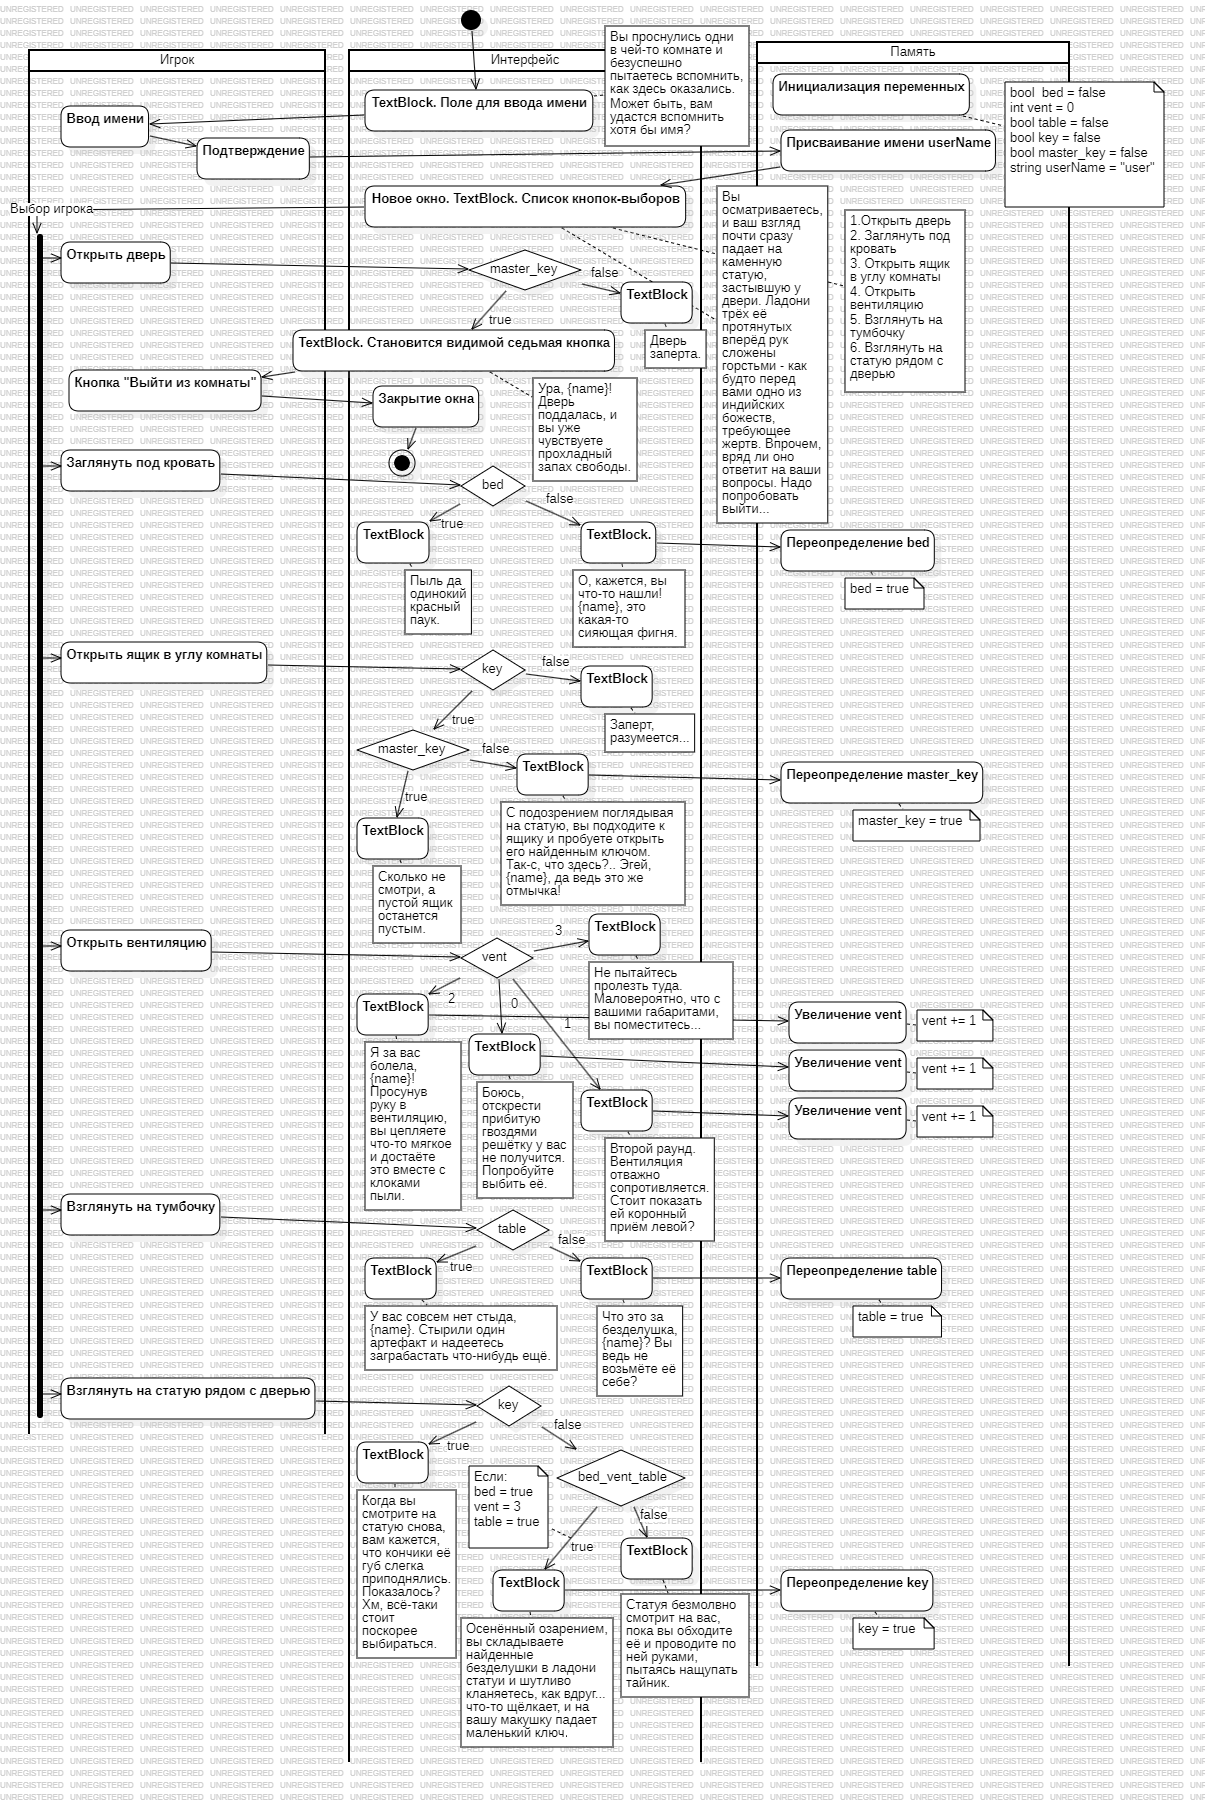 Игрок
Интерфейс
Память
Вы проснулись одни
в чей-то комнате и
безуспешно
пытаетесь вспомнить,
как здесь оказались.
Может быть, вам
удастся вспомнить
хотя бы имя?
TextBlock. Поле для ввода имени
Ввод имени
Подтверждение
Инициализация переменных
bool  bed = false
int vent = 0
bool table = false
bool key = false
bool master_key = false
string userName = "user"
Присваивание имени userName
Новое окно. TextBlock. Список кнопок-выборов
Выбор игрока
Вы
осматриваетесь,
и ваш взгляд
почти сразу
падает на
каменную
статую,
застывшую у
двери. Ладони
трёх её
протянутых
вперёд рук
сложены
горстьми - как
будто перед
вами одно из
индийских
божеств,
требующее
жертв. Впрочем,
вряд ли оно
ответит на ваши
вопросы. Надо
попробовать
выйти...
1.Открыть дверь
2. Заглянуть под
кровать
3. Открыть ящик
в углу комнаты
4. Открыть
вентиляцию
5. Взглянуть на
тумбочку
6. Взглянуть на
статую рядом с
дверью
Открыть дверь
master_key
false
TextBlock
Дверь
заперта.
true
TextBlock. Становится видимой седьмая кнопка
Кнопка "Выйти из комнаты"
Закрытие окна
Ура, {name}!
Дверь
поддалась, и
вы уже
чувствуете
прохладный
запах свободы.
Заглянуть под кровать
bed
false
true
TextBlock
TextBlock.
Переопределение bed
bed = true
Пыль да
одинокий
красный
паук.
О, кажется, вы
что-то нашли!
{name}, это
какая-то
сияющая фигня.
Открыть ящик в углу комнаты
key
false
TextBlock
Заперт,
разумеется...
true
master_key
false
TextBlock
Переопределение master_key
master_key = true
true
TextBlock
С подозрением поглядывая
на статую, вы подходите к
ящику и пробуете открыть
его найденным ключом.
Так-с, что здесь?.. Эгей,
{name}, да ведь это же
отмычка!
Сколько не
смотри, а
пустой ящик
останется
пустым.
Открыть вентиляцию
vent
3
TextBlock
Не пытайтесь
пролезть туда.
Маловероятно, что с
вашими габаритами,
вы поместитесь...
2
0
1
TextBlock
TextBlock
TextBlock
Увеличение vent
vent += 1
Увеличение vent
vent += 1
Увеличение vent
vent += 1
Я за вас
болела,
{name}!
Просунув
руку в
вентиляцию,
вы цепляете
что-то мягкое
и достаёте
это вместе с
клоками
пыли.
Боюсь,
отскрести
прибитую
гвоздями
решётку у вас
не получится.
Попробуйте
выбить её.
Второй раунд.
Вентиляция
отважно
сопротивляется.
Стоит показать
ей коронный
приём левой?
Взглянуть на тумбочку
table
false
true
TextBlock
TextBlock
Переопределение table
table = true
У вас совсем нет стыда,
{name}. Стырили один
артефакт и надеетесь
заграбастать что-нибудь ещё.
Что это за
безделушка,
{name}? Вы
ведь не
возьмёте её
себе?
Взглянуть на статую рядом с дверью
key
false
true
TextBlock
Когда вы
смотрите на
статую снова,
вам кажется,
что кончики её
губ слегка
приподнялись.
Показалось?
Хм, всё-таки
стоит
поскорее
выбираться.
Если:
bed = true
vent = 3
table = true
bed_vent_table
false
true
TextBlock
TextBlock
Переопределение key
key = true
Осенённый озарением,
вы складываете
найденные
безделушки в ладони
статуи и шутливо
кланяетесь, как вдруг...
что-то щёлкает, и на
вашу макушку падает
маленький ключ.
Статуя безмолвно
смотрит на вас,
пока вы обходите
её и проводите по
ней руками,
пытаясь нащупать
тайник.
UNREGISTERED